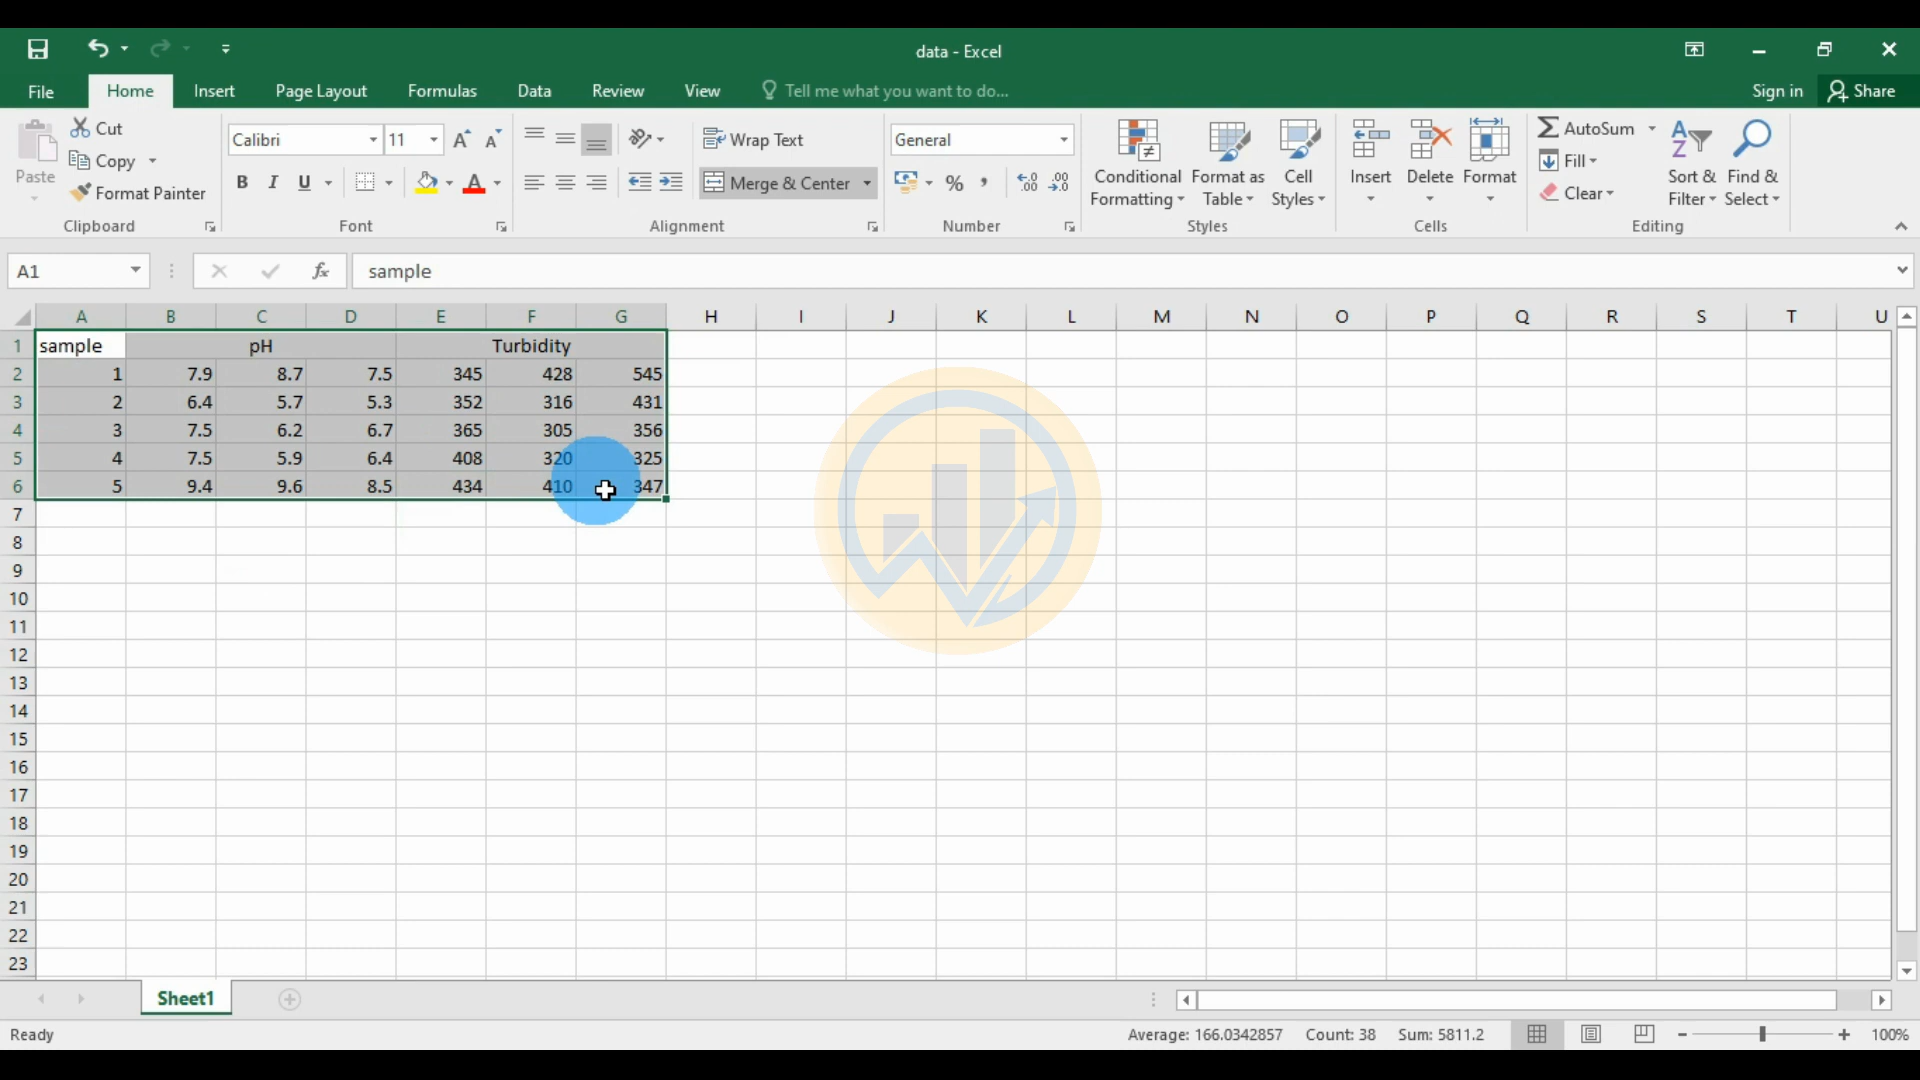 data - Excel
File Home Insert Page Layout Formulas Data Review View Tell me what you want to do... Sign in Share
Paste Cut Copy Format Painter Clipboard
Calibri 11 B I U A Font
Wrap Text Merge & Center Alignment
General % Number
Conditional Formatting Format as Table Cell Styles Styles
Insert Delete Format Cells
AutoSum Fill Clear Sort & Filter Find & Select Editing
A1 fx sample
A B C D E F G H I J K L M N O P Q R S T U
1 sample pH Turbidity
2 1 7.9 8.7 7.5 345 428 545
3 2 6.4 5.7 5.3 352 316 431
4 3 7.5 6.2 6.7 365 305 356
5 4 7.5 5.9 6.4 408 320 325
6 5 9.4 9.6 8.5 434 410 347
7
8
9
10
11
12
13
14
15
16
17
18
19
20
21
22
23
Sheet1
Ready Average: 166.0342857 Count: 38 Sum: 5811.2 100%